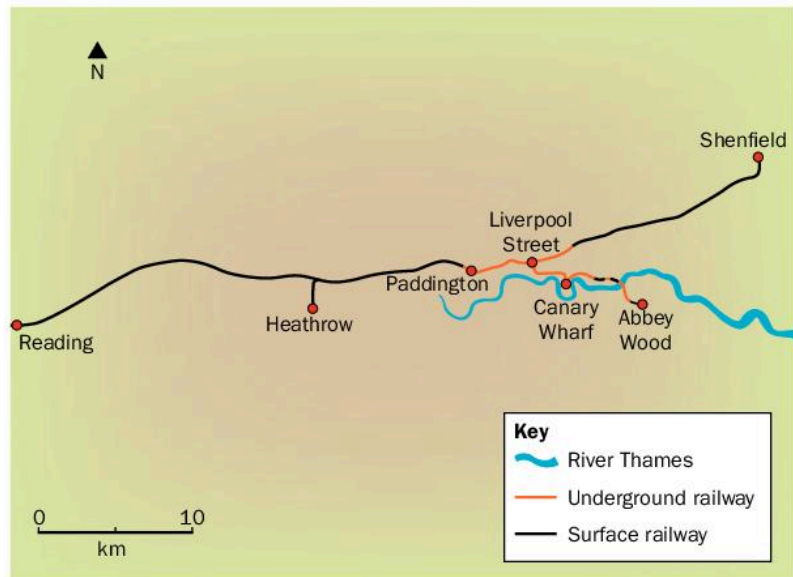 N
Shenfield
Liverpool
Street
Paddington
Canary
Wharf
Abbey
Wood
Heathrow
Reading
Key
River Thames
Underground railway
Surface railway
0 10
km